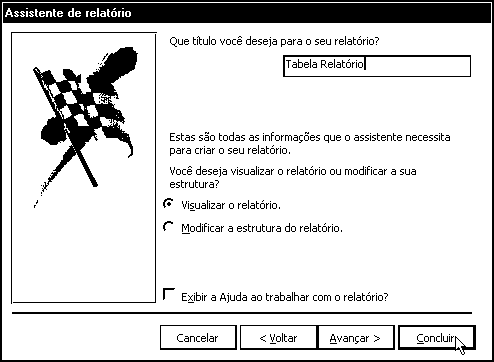 Assistente de relatório
Que título você deseja para o seu relatório?
Tabela Relatório
Estas são todas as informações que o assistente necessita
para criar o seu relatório.
Você deseja visualizar o relatório ou modificar a sua
estrutura?
Visualizar o relatório.
Modificar a estrutura do relatório.
Exibir a Ajuda ao trabalhar com o relatório?
Cancelar
< Voltar
Avançar >
Concluir